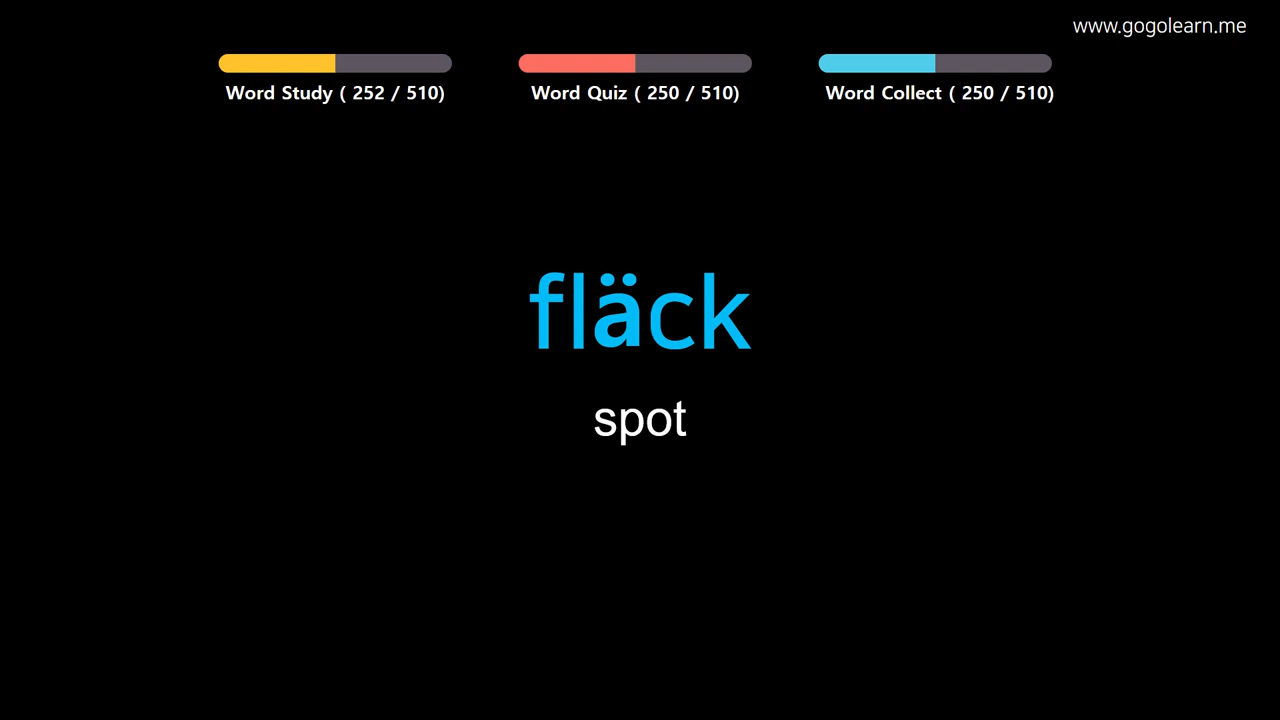 www.gogolearn.me
Word Study ( 252 / 510)
Word Quiz ( 250 / 510)
Word Collect ( 250 / 510)
fläck
spot